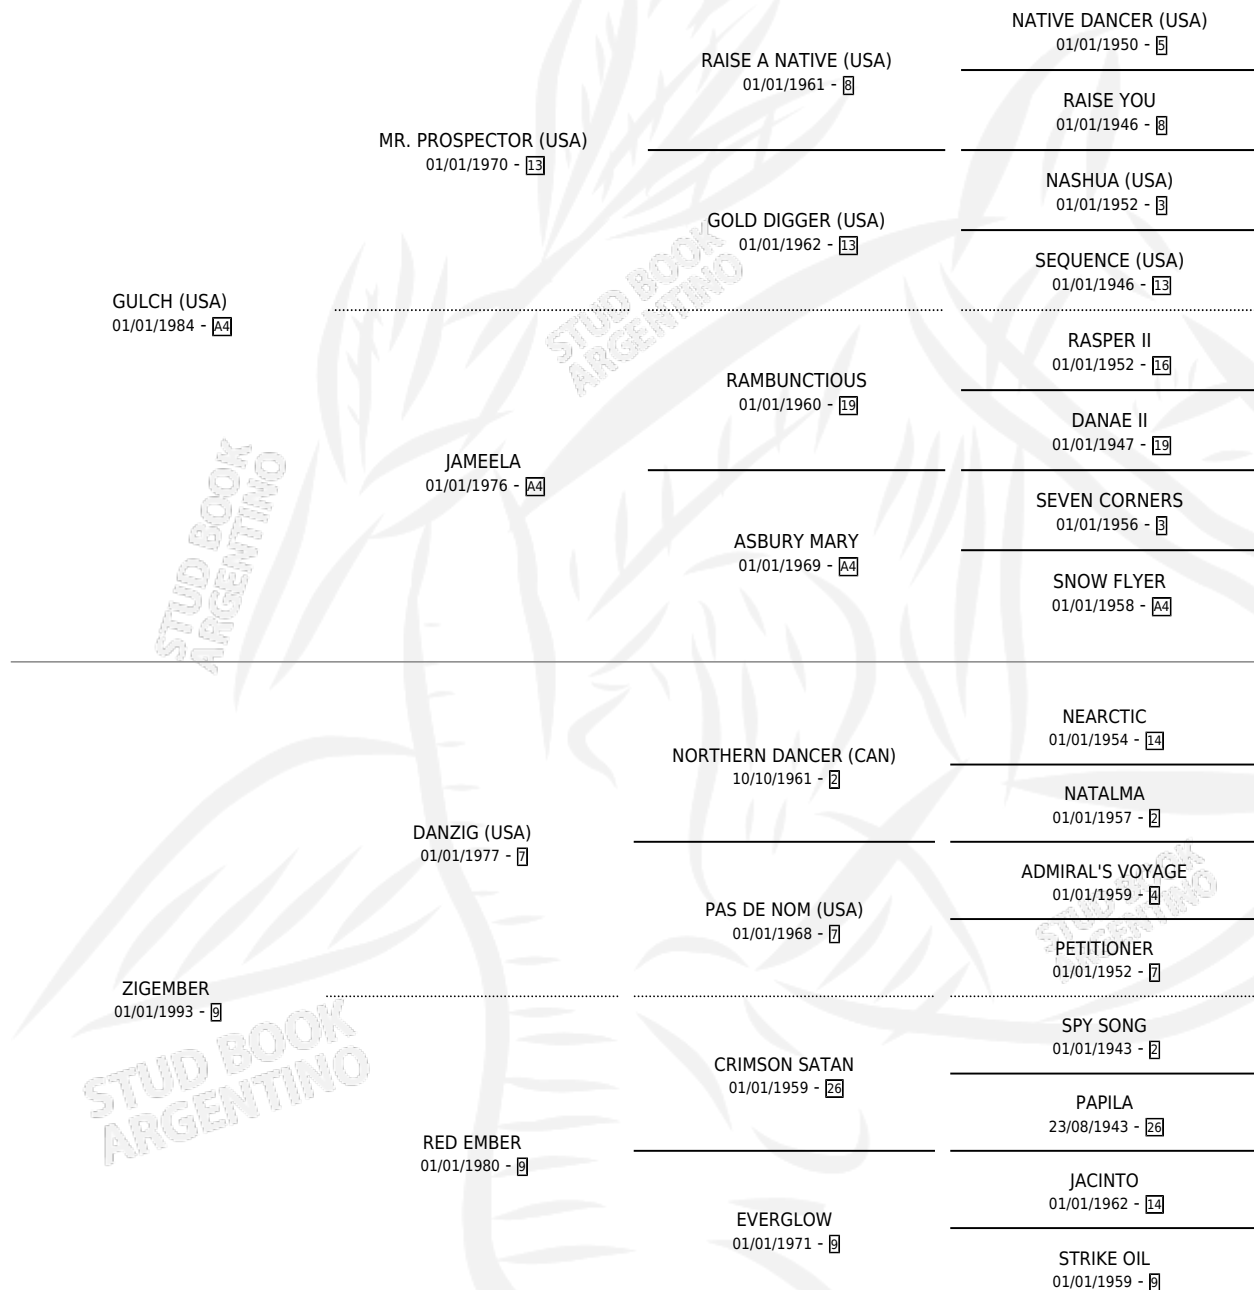 NATIVE DANCER (USA)
01/01/1950 - 5
RAISE A NATIVE (USA)
01/01/1961 - 8
RAISE YOU
01/01/1946 - 8
MR. PROSPECTOR (USA)
01/01/1970 - 13
NASHUA (USA)
01/01/1952 - 3
GOLD DIGGER (USA)
01/01/1962 - 13
SEQUENCE (USA)
01/01/1946 - 13
GULCH (USA)
01/01/1984 - A4
STUD BOOK
ARGENTINO
RASPER II
01/01/1952 - 16
RAMBUNCTIOUS
01/01/1960 - 19
DANAE II
01/01/1947 - 19
JAMEELA
01/01/1976 - A4
SEVEN CORNERS
01/01/1956 - 3
ASBURY MARY
01/01/1969 - A4
SNOW FLYER
01/01/1958 - A4
STUD BOOK
ARGENTINO
NEARCTIC
01/01/1954 - 14
NORTHERN DANCER (CAN)
10/10/1961 - 2
NATALMA
01/01/1957 - 2
DANZIG (USA)
01/01/1977 - 7
ADMIRAL'S VOYAGE
01/01/1959 - 4
PAS DE NOM (USA)
01/01/1968 - 7
PETITIONER
01/01/1952 - 7
STUD BOOK
ARGENTINO
ZIGEMBER
01/01/1993 - 9
SPY SONG
01/01/1943 - 2
CRIMSON SATAN
01/01/1959 - 26
PAPILA
23/08/1943 - 26
STUD BOOK
ARGENTINO
RED EMBER
01/01/1980 - 9
JACINTO
01/01/1962 - 14
EVERGLOW
01/01/1971 - 9
STRIKE OIL
01/01/1959 - 9